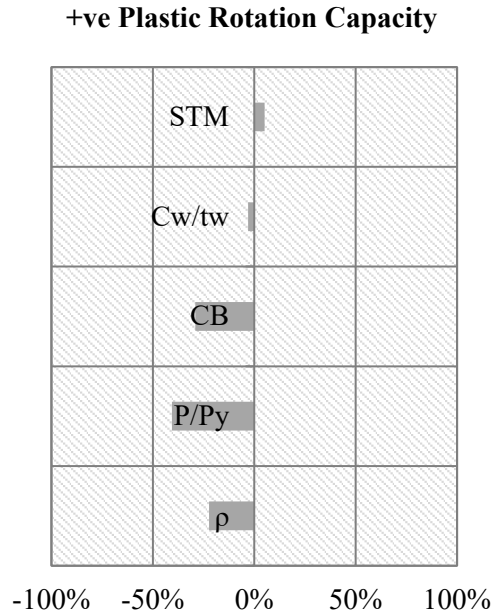 +ve Plastic Rotation Capacity
STM
Cw/tw
CB
P/Py
ρ
-100% -50% 0% 50% 100%